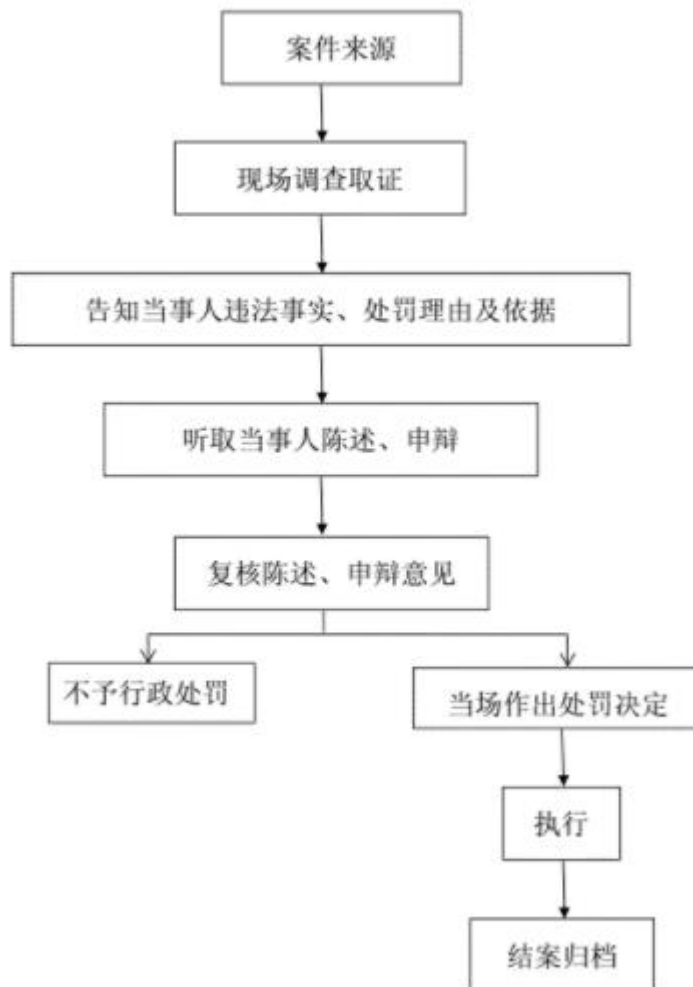 案件来源
现场调查取证
告知当事人违法事实、处罚理由及依据
听取当事人陈述、申辩
复核陈述、申辩意见
不予行政处罚
当场作出处罚决定
执行
结案归档